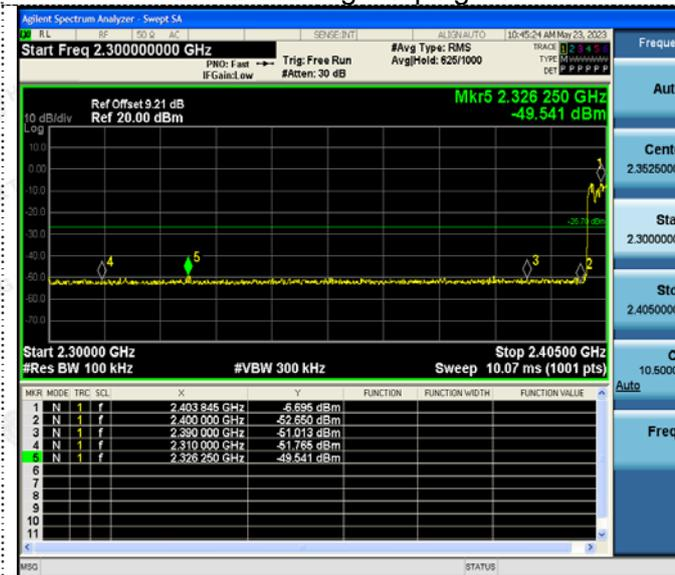 Agilent Spectrum Analyzer - Swept SA
RL RF 50 Ω AC SENSE:INT ALIGN AUTO 10:45:24 AM May 23, 2023
Start Freq 2.300000000 GHz
PNO: Fast
IFGain:Low
Trig: Free Run
#Atten: 30 dB
#Avg Type: RMS
Avg|Hold: 625/1000
TRACE 1 2 3 4 5 6
TYPE M
DET P P P P P P
Ref Offset 9.21 dB
10 dB/div Ref 20.00 dBm
Log
Mkr5 2.326 250 GHz
-49.541 dBm
10.0
0.00
-10.0
-20.0
-30.0
-40.0
-50.0
-60.0
-70.0
1
2
3
4
5
Start 2.30000 GHz Stop 2.40500 GHz
#Res BW 100 kHz #VBW 300 kHz Sweep 10.07 ms (1001 pts)
MKR MODE TRC SCL X Y FUNCTION FUNCTION WIDTH FUNCTION VALUE
1 N 1 f 2.403 845 GHz -6.695 dBm
2 N 1 f 2.400 000 GHz -52.650 dBm
3 N 1 f 2.390 000 GHz -51.013 dBm
4 N 1 f 2.310 000 GHz -51.765 dBm
5 N 1 f 2.326 250 GHz -49.541 dBm
6
7
8
9
10
11
MSG STATUS
Freque
Aut
Cent
2.3525000
Sta
2.3000000
Sto
2.4050000
10.5000
Auto
Freq